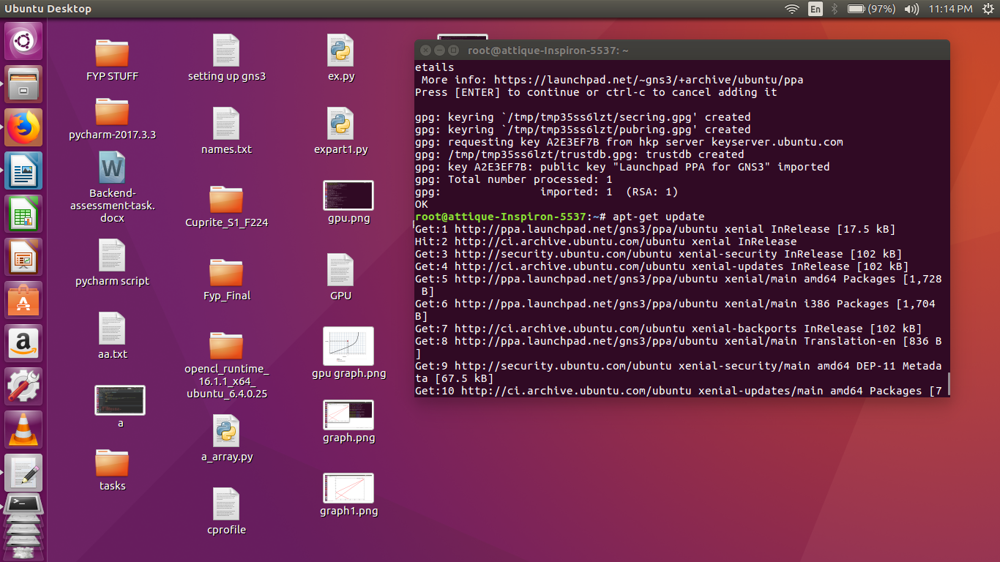 Ubuntu Desktop
En
(97%)
11:14 PM
FYP STUFF
pycharm-2017.3.3
W
Backend-
assessment-task.
docx
pycharm script
aa.txt
a
tasks
setting up gns3
names.txt
Cuprite_S1_F224
Fyp_Final
opencl_runtime_
16.1.1_x64_
ubuntu_6.4.0.25
a_array.py
cprofile
ex.py
expart1.py
gpu.png
GPU
gpu graph.png
graph.png
graph1.png
root@attique-Inspiron-5537: ~
etails
More info: https://launchpad.net/~gns3/+archive/ubuntu/ppa
Press [ENTER] to continue or ctrl-c to cancel adding it
gpg: keyring `/tmp/tmp35ss6lzt/secring.gpg' created
gpg: keyring `/tmp/tmp35ss6lzt/pubring.gpg' created
gpg: requesting key A2E3EF7B from hkp server keyserver.ubuntu.com
gpg: /tmp/tmp35ss6lzt/trustdb.gpg: trustdb created
gpg: key A2E3EF7B: public key "Launchpad PPA for GNS3" imported
gpg: Total number processed: 1
gpg:               imported: 1  (RSA: 1)
OK
root@attique-Inspiron-5537:~# apt-get update
Get:1 http://ppa.launchpad.net/gns3/ppa/ubuntu xenial InRelease [17.5 kB]
Hit:2 http://ci.archive.ubuntu.com/ubuntu xenial InRelease
Get:3 http://security.ubuntu.com/ubuntu xenial-security InRelease [102 kB]
Get:4 http://ci.archive.ubuntu.com/ubuntu xenial-updates InRelease [102 kB]
Get:5 http://ppa.launchpad.net/gns3/ppa/ubuntu xenial/main amd64 Packages [1,728
B]
Get:6 http://ppa.launchpad.net/gns3/ppa/ubuntu xenial/main i386 Packages [1,704
B]
Get:7 http://ci.archive.ubuntu.com/ubuntu xenial-backports InRelease [102 kB]
Get:8 http://ppa.launchpad.net/gns3/ppa/ubuntu xenial/main Translation-en [836 B
]
Get:9 http://security.ubuntu.com/ubuntu xenial-security/main amd64 DEP-11 Metada
ta [67.5 kB]
Get:10 http://ci.archive.ubuntu.com/ubuntu xenial-updates/main amd64 Packages [7